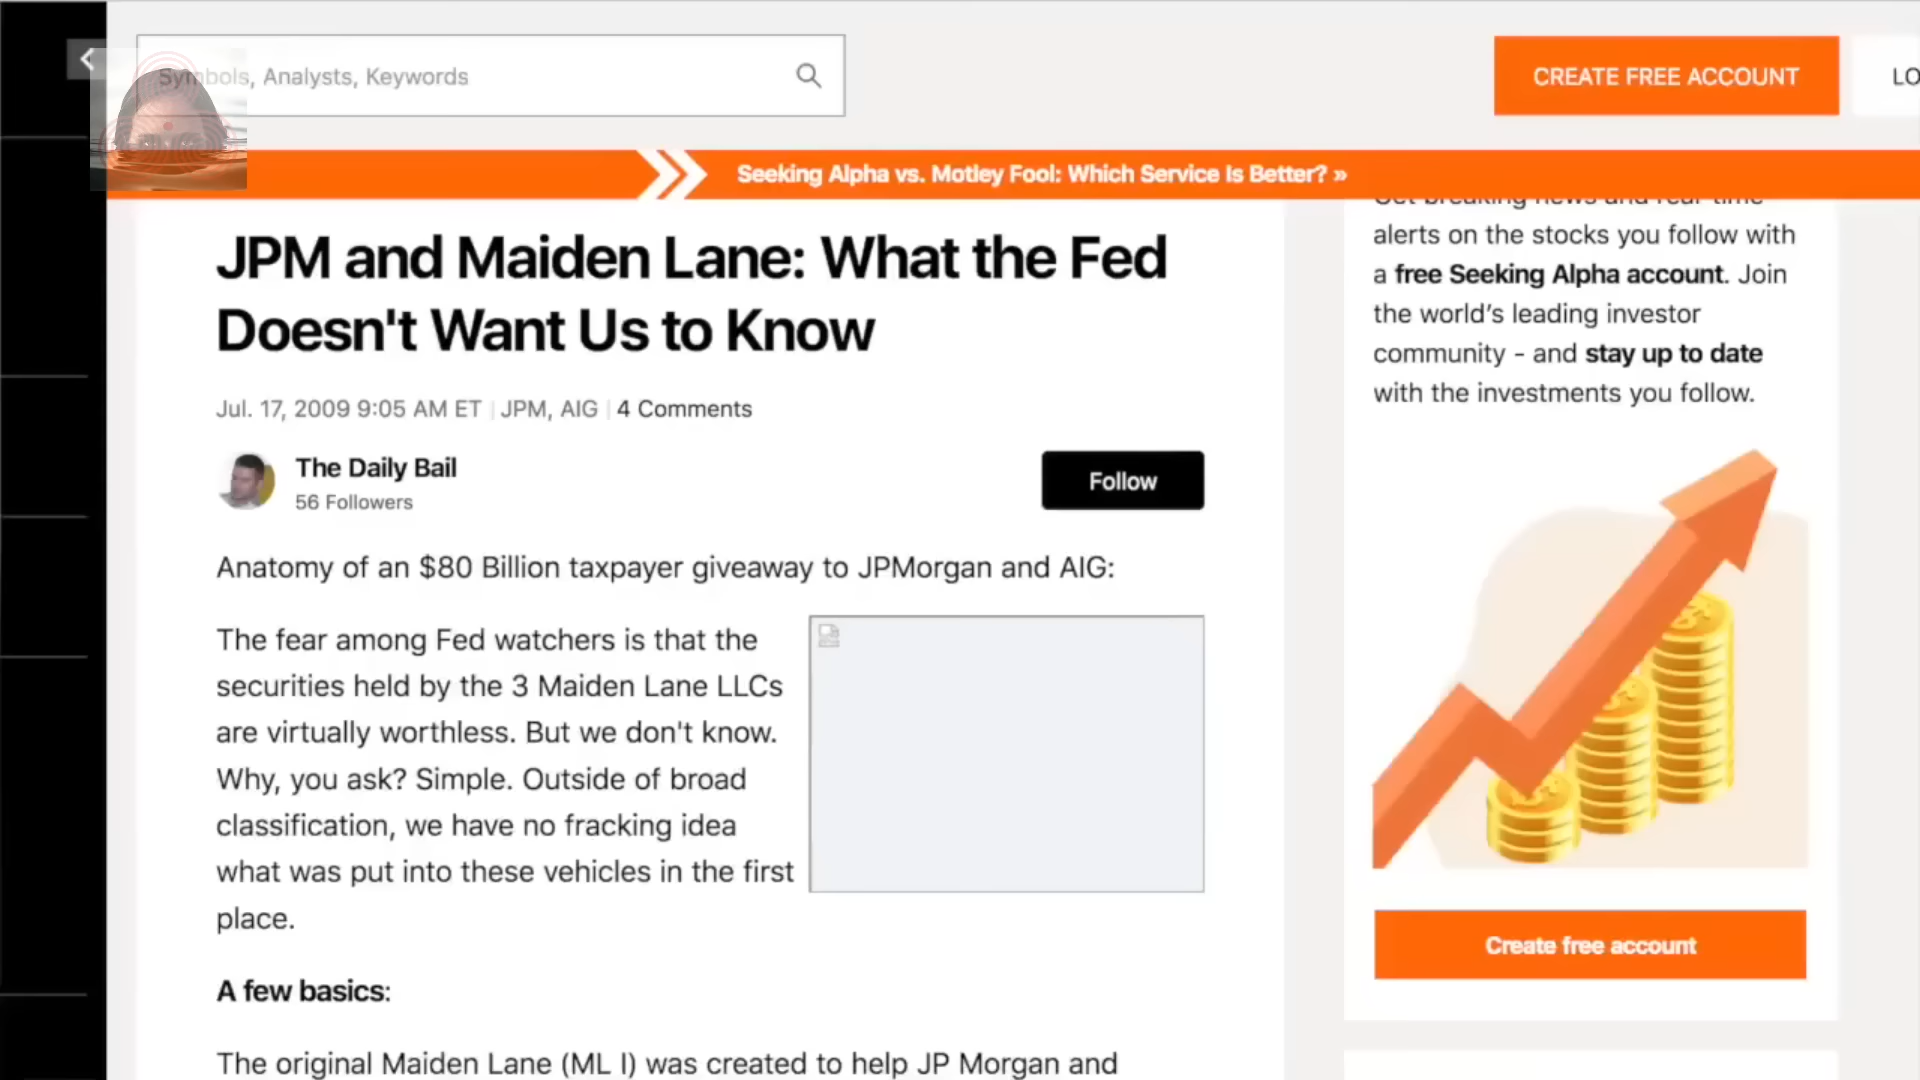 Symbols, Analysts, Keywords
CREATE FREE ACCOUNT
LO
Seeking Alpha vs. Motley Fool: Which Service Is Better? »
JPM and Maiden Lane: What the Fed
Doesn't Want Us to Know
Jul. 17, 2009 9:05 AM ET | JPM, AIG | 4 Comments
The Daily Bail
56 Followers
Follow
Anatomy of an $80 Billion taxpayer giveaway to JPMorgan and AIG:
The fear among Fed watchers is that the
securities held by the 3 Maiden Lane LLCs
are virtually worthless. But we don't know.
Why, you ask? Simple. Outside of broad
classification, we have no fracking idea
what was put into these vehicles in the first
place.
A few basics:
The original Maiden Lane (ML I) was created to help JP Morgan and
Get breaking news and real-time
alerts on the stocks you follow with
a free Seeking Alpha account. Join
the world’s leading investor
community - and stay up to date
with the investments you follow.
Create free account